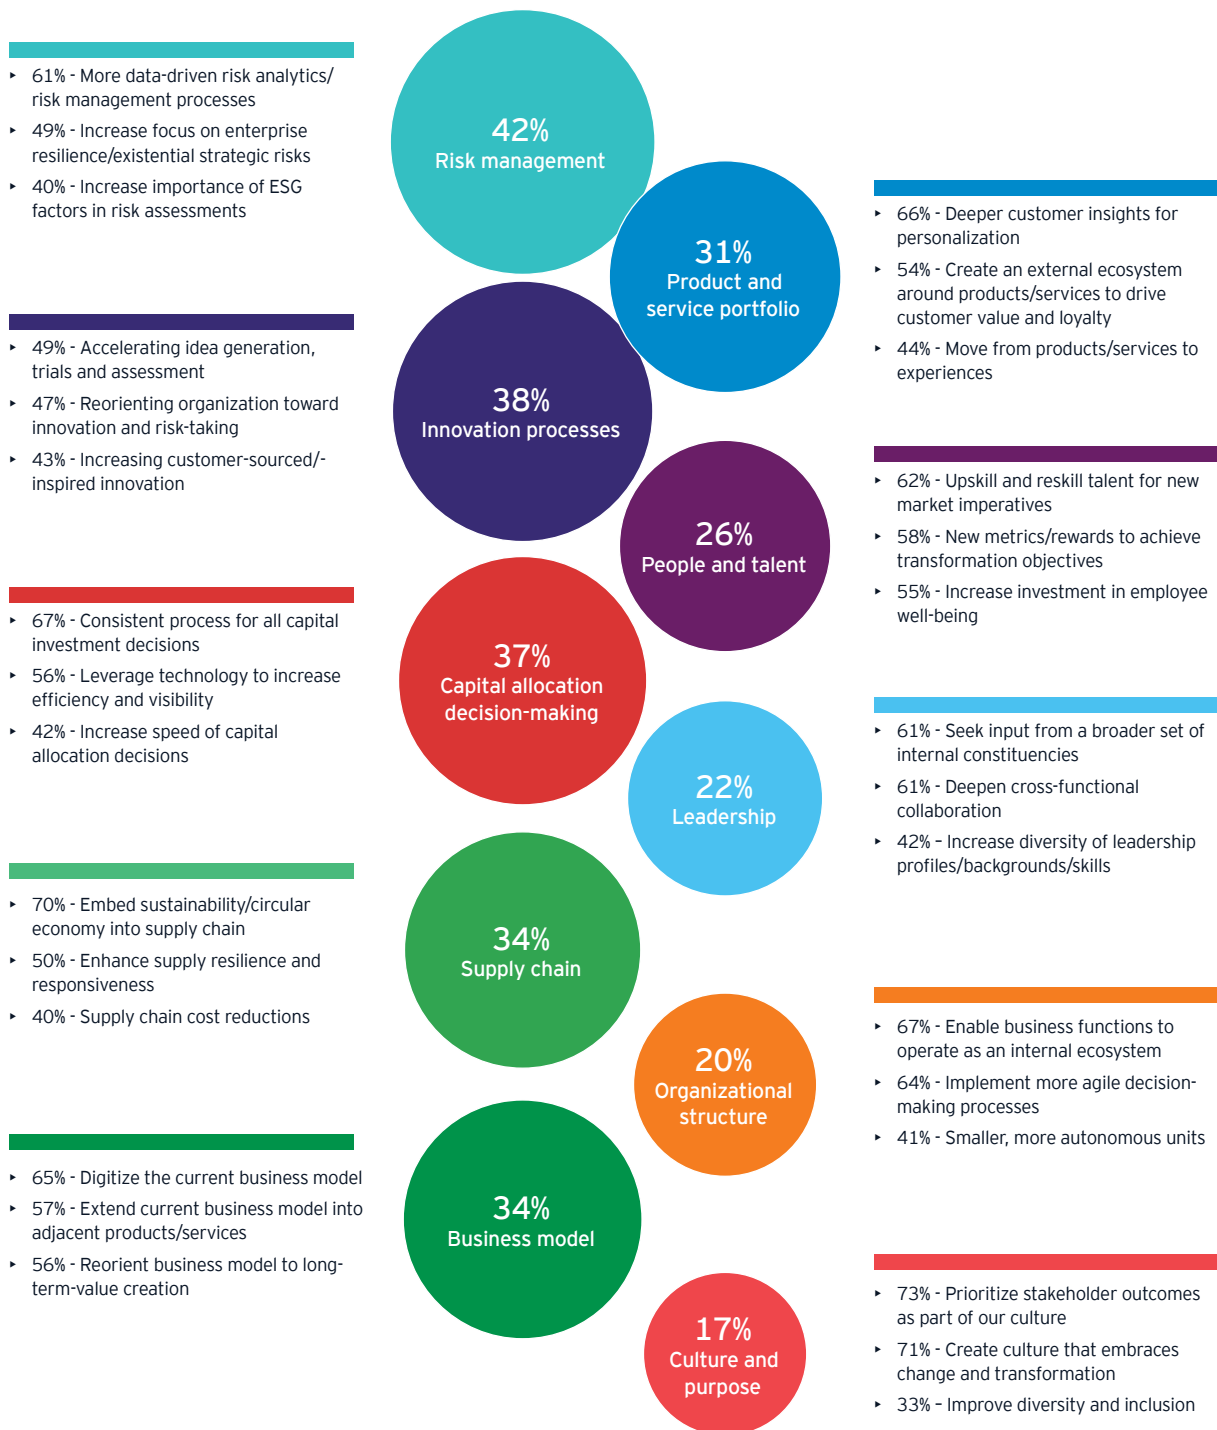 61% - More data-driven risk analytics/
risk management processes
49% - Increase focus on enterprise
resilience/existential strategic risks
40% - Increase importance of ESG
factors in risk assessments
42%
Risk management
31%
Product and
service portfolio
66% - Deeper customer insights for
personalization
54% - Create an external ecosystem
around products/services to drive
customer value and loyalty
44% - Move from products/services to
experiences
49% - Accelerating idea generation,
trials and assessment
47% - Reorienting organization toward
innovation and risk-taking
43% - Increasing customer-sourced/-
inspired innovation
38%
Innovation processes
26%
People and talent
62% - Upskill and reskill talent for new
market imperatives
58% - New metrics/rewards to achieve
transformation objectives
55% - Increase investment in employee
well-being
67% - Consistent process for all capital
investment decisions
56% - Leverage technology to increase
efficiency and visibility
42% - Increase speed of capital
allocation decisions
37%
Capital allocation
decision-making
22%
Leadership
61% - Seek input from a broader set of
internal constituencies
61% - Deepen cross-functional
collaboration
42% – Increase diversity of leadership
profiles/backgrounds/skills
70% - Embed sustainability/circular
economy into supply chain
50% - Enhance supply resilience and
responsiveness
40% - Supply chain cost reductions
34%
Supply chain
20%
Organizational
structure
67% - Enable business functions to
operate as an internal ecosystem
64% - Implement more agile decision-
making processes
41% - Smaller, more autonomous units
65% - Digitize the current business model
57% - Extend current business model into
adjacent products/services
56% - Reorient business model to long-
term-value creation
34%
Business model
17%
Culture and
purpose
73% - Prioritize stakeholder outcomes
as part of our culture
71% - Create culture that embraces
change and transformation
33% – Improve diversity and inclusion